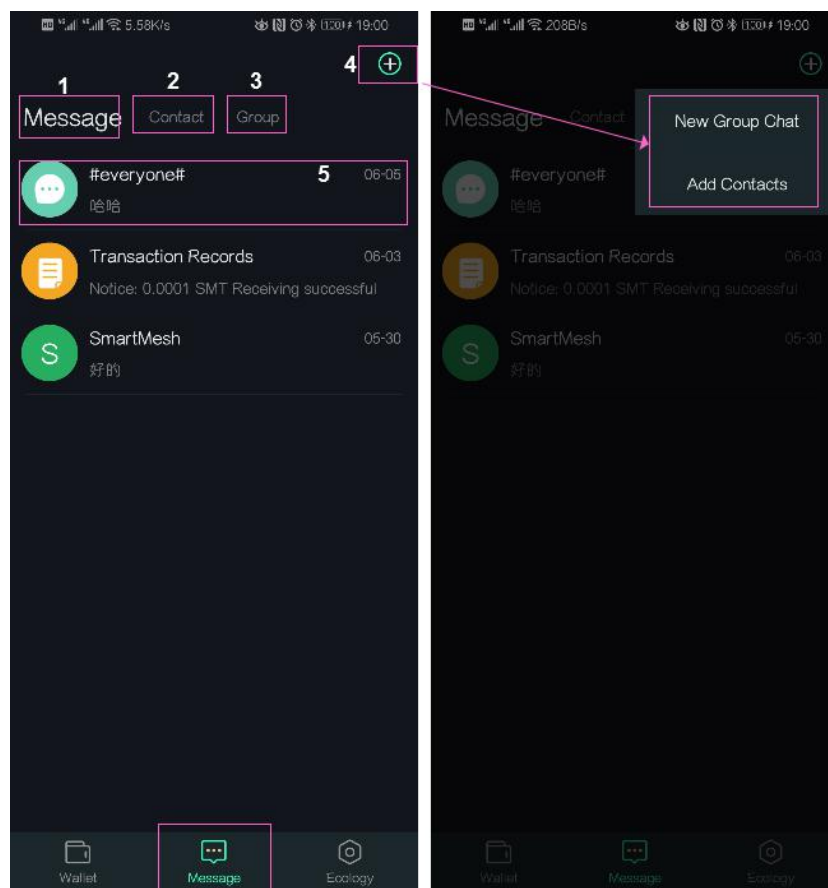 5.58K/s
19:00
4
1
2
3
Message
Contact
Group
#everyone#
5
06-05
哈哈
Transaction Records
06-03
Notice: 0.0001 SMT Receiving successful
S
SmartMesh
05-30
好的
Wallet
Message
Ecology
208B/s
19:00
Message
Contact
New Group Chat
Add Contacts
#everyone#
哈哈
Transaction Records
06-03
Notice: 0.0001 SMT Receiving successful
S
SmartMesh
05-30
好的
Wallet
Message
Ecology